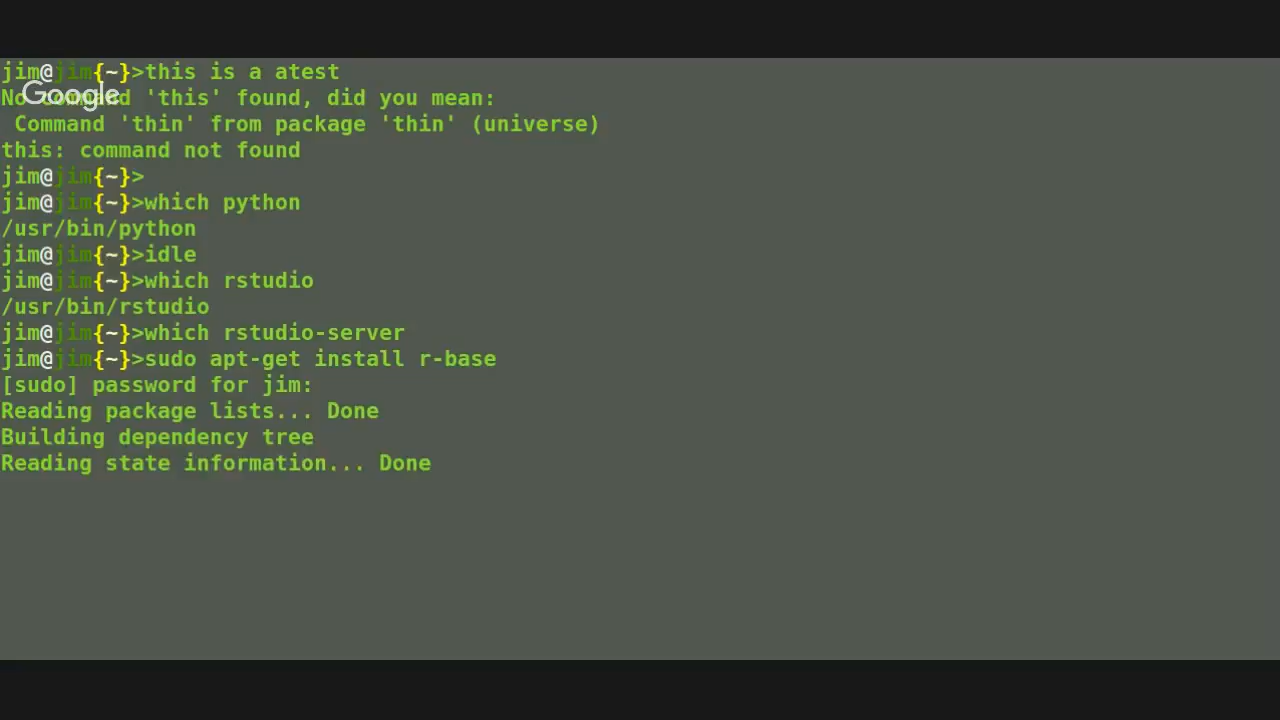 jim@jim{~}>this is a atest
No command 'this' found, did you mean:
Google
 Command 'thin' from package 'thin' (universe)
this: command not found
jim@jim{~}>
jim@jim{~}>which python
/usr/bin/python
jim@jim{~}>idle
jim@jim{~}>which rstudio
/usr/bin/rstudio
jim@jim{~}>which rstudio-server
jim@jim{~}>sudo apt-get install r-base
[sudo] password for jim:
Reading package lists... Done
Building dependency tree
Reading state information... Done